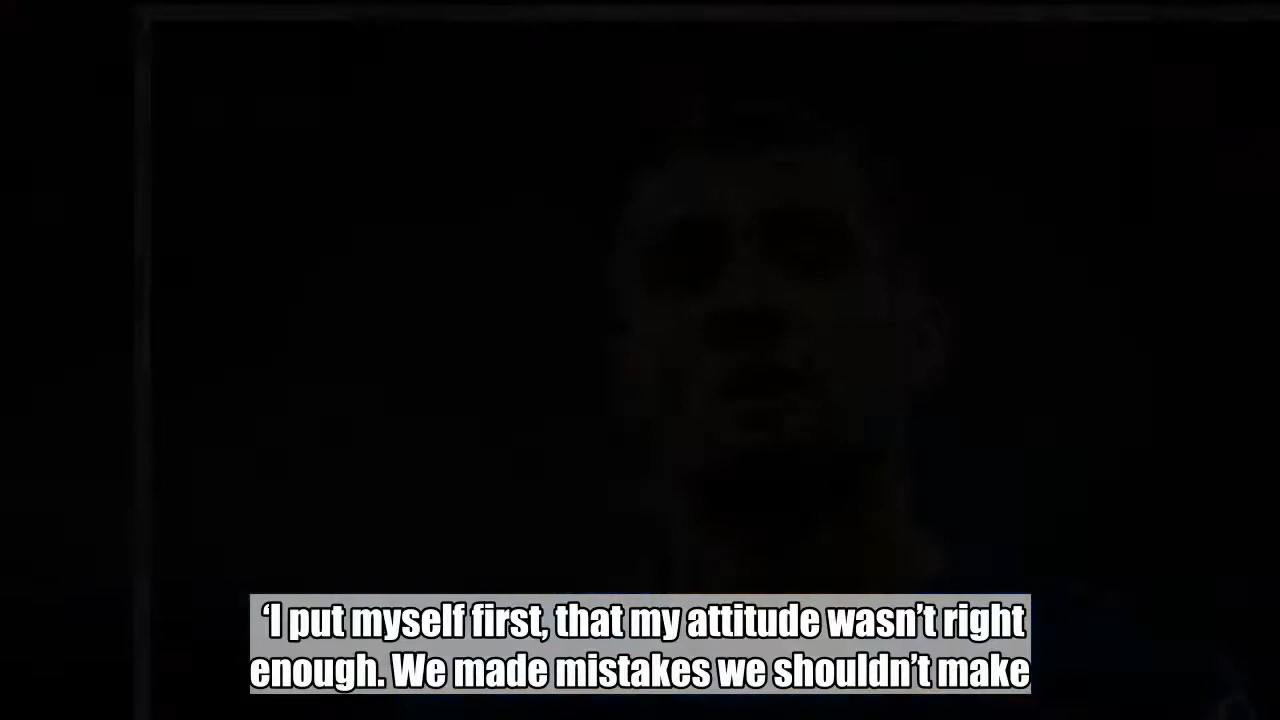 ‘I put myself first, that my attitude wasn’t right
enough. We made mistakes we shouldn’t make